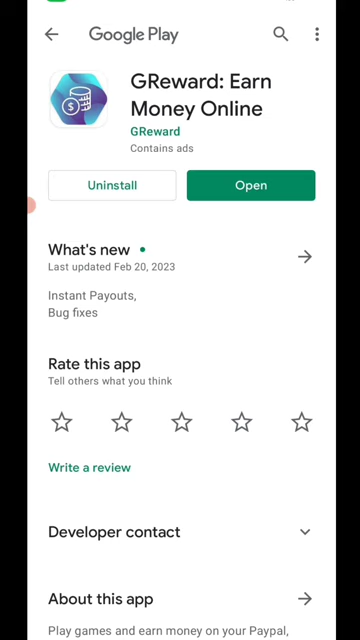 Google Play
GReward: Earn
Money Online
GReward
Contains ads
Uninstall
Open
What's new
Last updated Feb 20, 2023
Instant Payouts,
Bug fixes
Rate this app
Tell others what you think
Write a review
Developer contact
About this app
Play games and earn money on your Paypal,